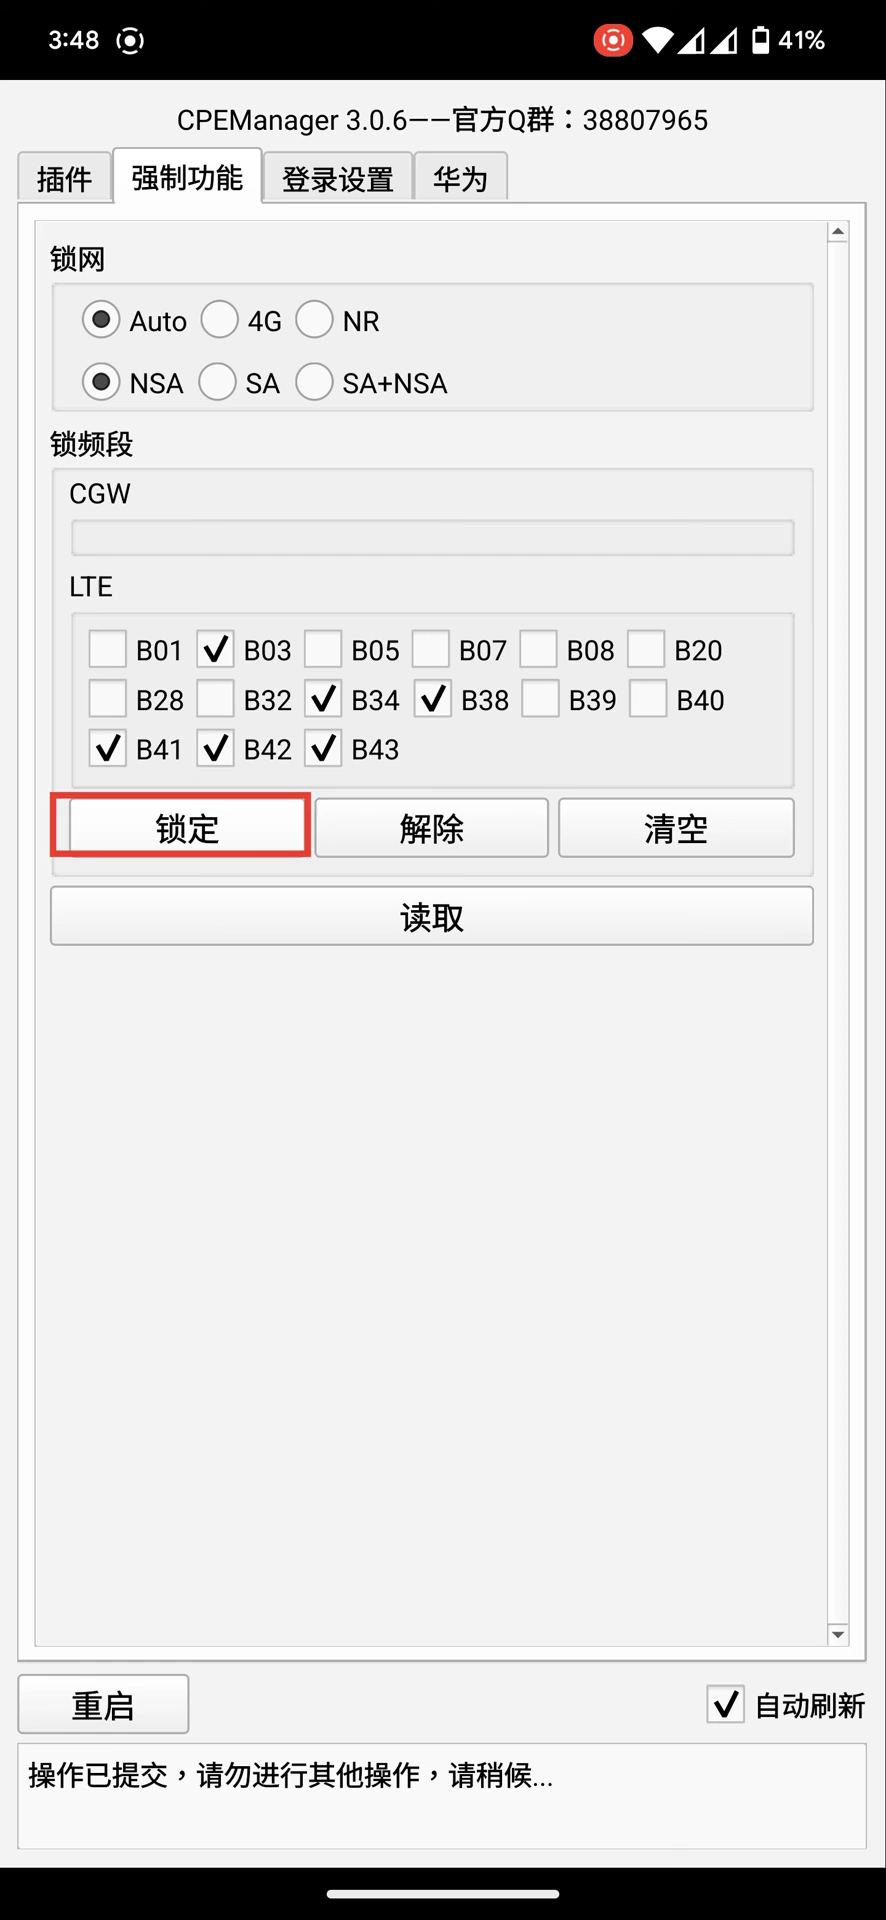 3:48 41%
CPEManager 3.0.6——官方Q群：38807965
插件 强制功能 登录设置 华为
锁网
Auto 4G NR
NSA SA SA+NSA
锁频段
CGW
LTE
B01 B03 B05 B07 B08 B20
B28 B32 B34 B38 B39 B40
B41 B42 B43
锁定 解除 清空
读取
重启 自动刷新
操作已提交，请勿进行其他操作，请稍候...